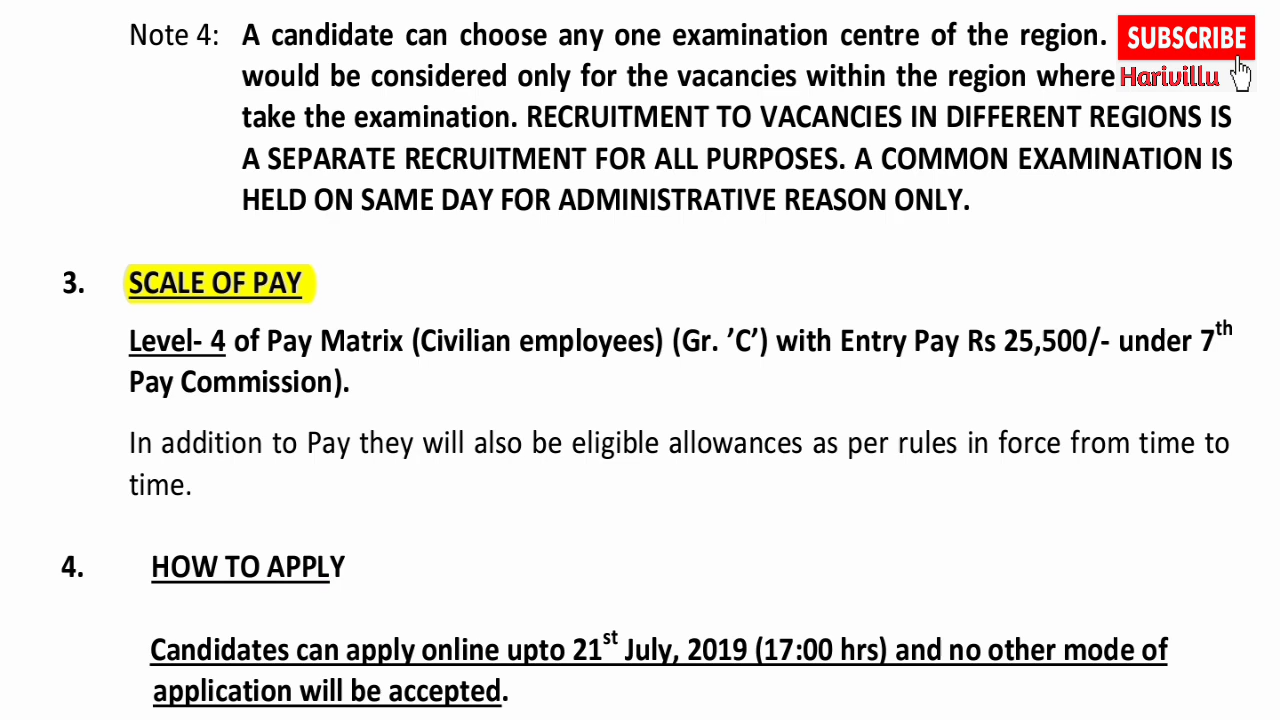 Note 4: A candidate can choose any one examination centre of the region.
SUBSCRIBE
would be considered only for the vacancies within the region where
Harivillu
take the examination. RECRUITMENT TO VACANCIES IN DIFFERENT REGIONS IS
A SEPARATE RECRUITMENT FOR ALL PURPOSES. A COMMON EXAMINATION IS
HELD ON SAME DAY FOR ADMINISTRATIVE REASON ONLY.
3. SCALE OF PAY
Level- 4 of Pay Matrix (Civilian employees) (Gr. ’C’) with Entry Pay Rs 25,500/- under 7th
Pay Commission).
In addition to Pay they will also be eligible allowances as per rules in force from time to
time.
4. HOW TO APPLY
Candidates can apply online upto 21st July, 2019 (17:00 hrs) and no other mode of
application will be accepted.